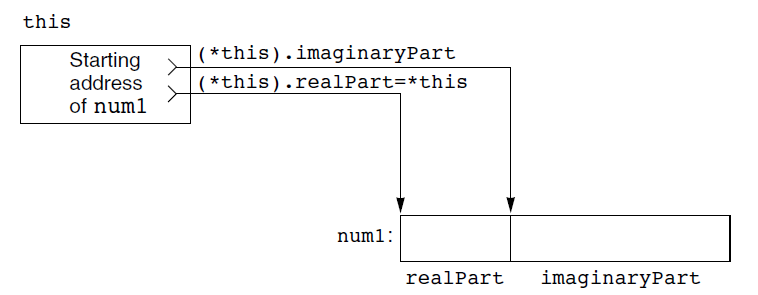 this
Starting
address
of num1
(*this).imaginaryPart
(*this).realPart=*this
num1:
realPart
imaginaryPart